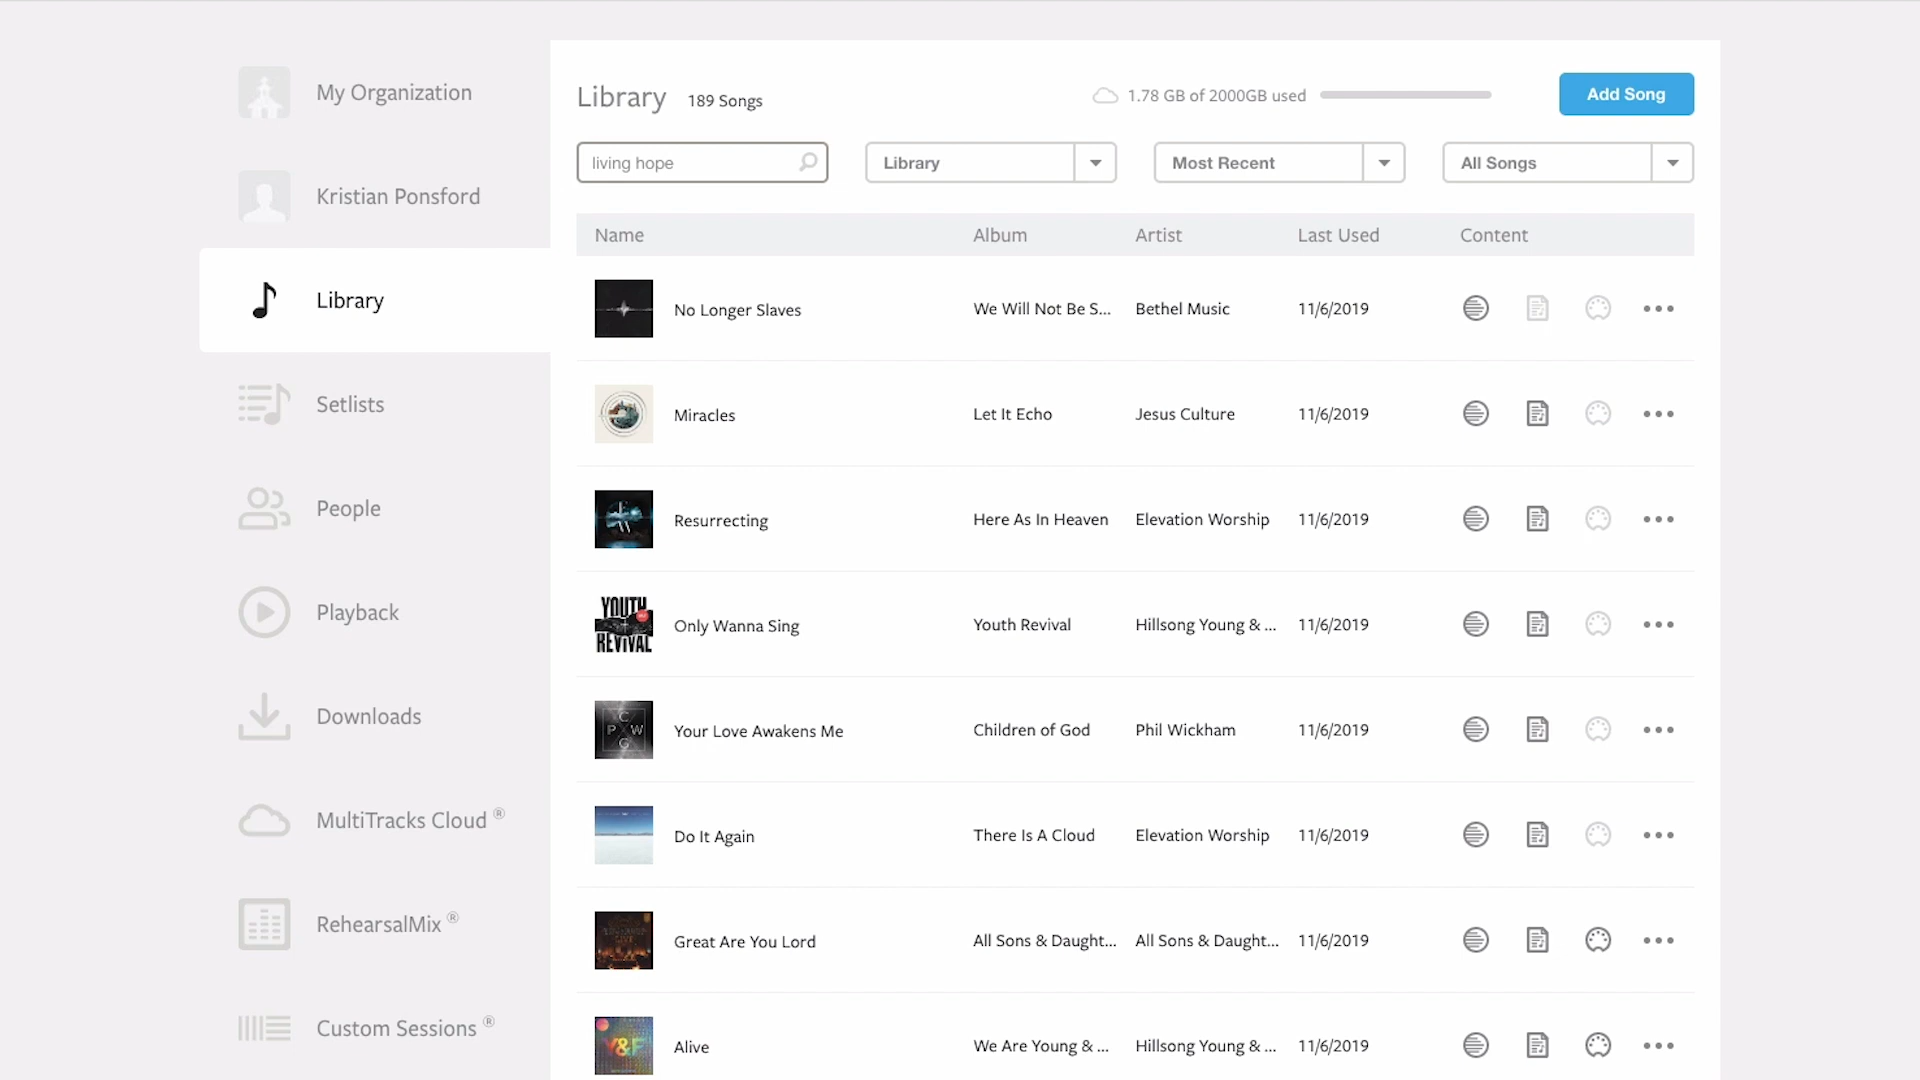 My Organization
Kristian Ponsford
Library
Setlists
People
Playback
Downloads
MultiTracks Cloud ®
RehearsalMix ®
Custom Sessions ®
Library 189 Songs 1.78 GB of 2000GB used Add Song
living hope Library Most Recent All Songs
Name Album Artist Last Used Content
No Longer Slaves We Will Not Be S... Bethel Music 11/6/2019
Miracles Let It Echo Jesus Culture 11/6/2019
Resurrecting Here As In Heaven Elevation Worship 11/6/2019
YOUTH REVIVAL
Only Wanna Sing Youth Revival Hillsong Young & ... 11/6/2019
C P W G
Your Love Awakens Me Children of God Phil Wickham 11/6/2019
Do It Again There Is A Cloud Elevation Worship 11/6/2019
Great Are You Lord All Sons & Daught... All Sons & Daught... 11/6/2019
Y&F
Alive We Are Young & ... Hillsong Young & ... 11/6/2019